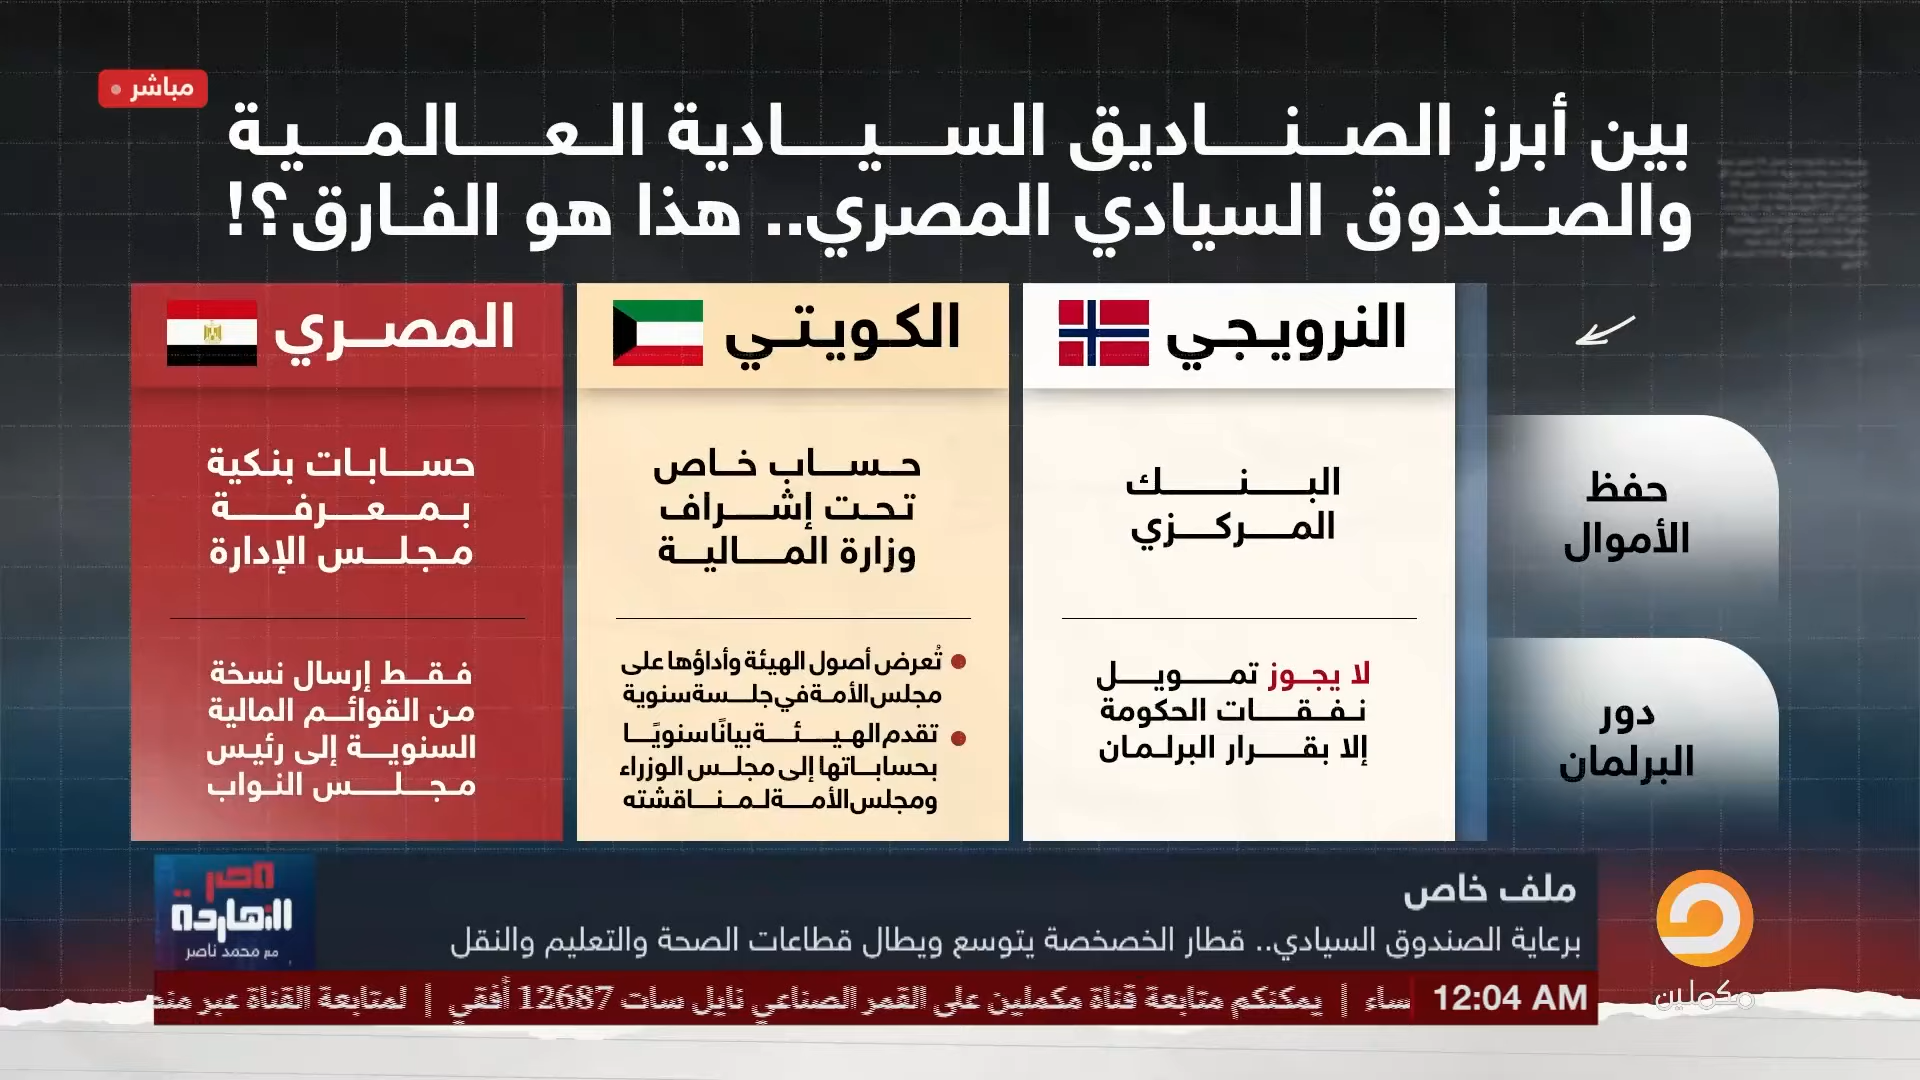 مباشر
بين أبرز الصناديق السيادية العالمية
والصندوق السيادي المصري.. هذا هو الفارق؟!
النرويجي
الكويتي
المصري
حفظ
الأموال
البنك
المركزي
حساب خاص
تحت إشراف
وزارة المالية
حسابات بنكية
بمعرفة
مجلس الإدارة
دور
البرلمان
لا يجوز تمويل
نفقات الحكومة
إلا بقرار البرلمان
تُعرض أصول الهيئة وأداؤها على
مجلس الأمة في جلسة سنوية
تقدم الهيئة بيانًا سنويًا
بحساباتها إلى مجلس الوزراء
ومجلس الأمة لمناقشته
فقط إرسال نسخة
من القوائم المالية
السنوية إلى رئيس
مجلس النواب
ملف خاص
برعاية الصندوق السيادي.. قطار الخصخصة يتوسع ويطال قطاعات الصحة والتعليم والنقل
مصر
النهاردة
مع محمد ناصر
12:04 AM
| يمكنكم متابعة قناة مكملين على القمر الصناعي نايل سات 12687 أفقي | لمتابعة القناة عبر
مكملين